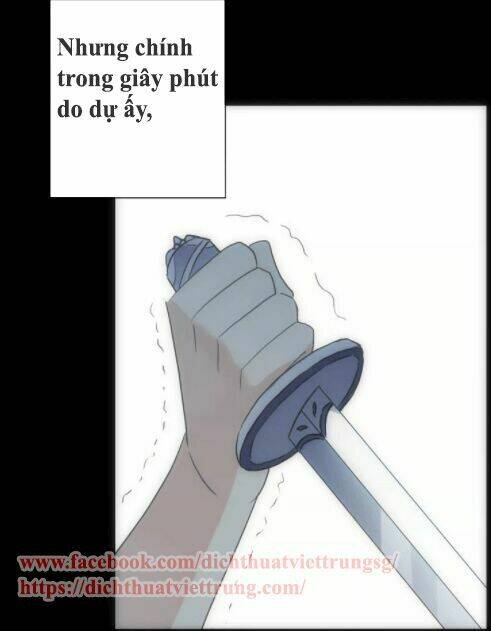 Nhưng chính
trong giây phút
do dự ấy,
www.facebook.com/dichthuatviettrungsg/
https://dichthuatviettrung.com/